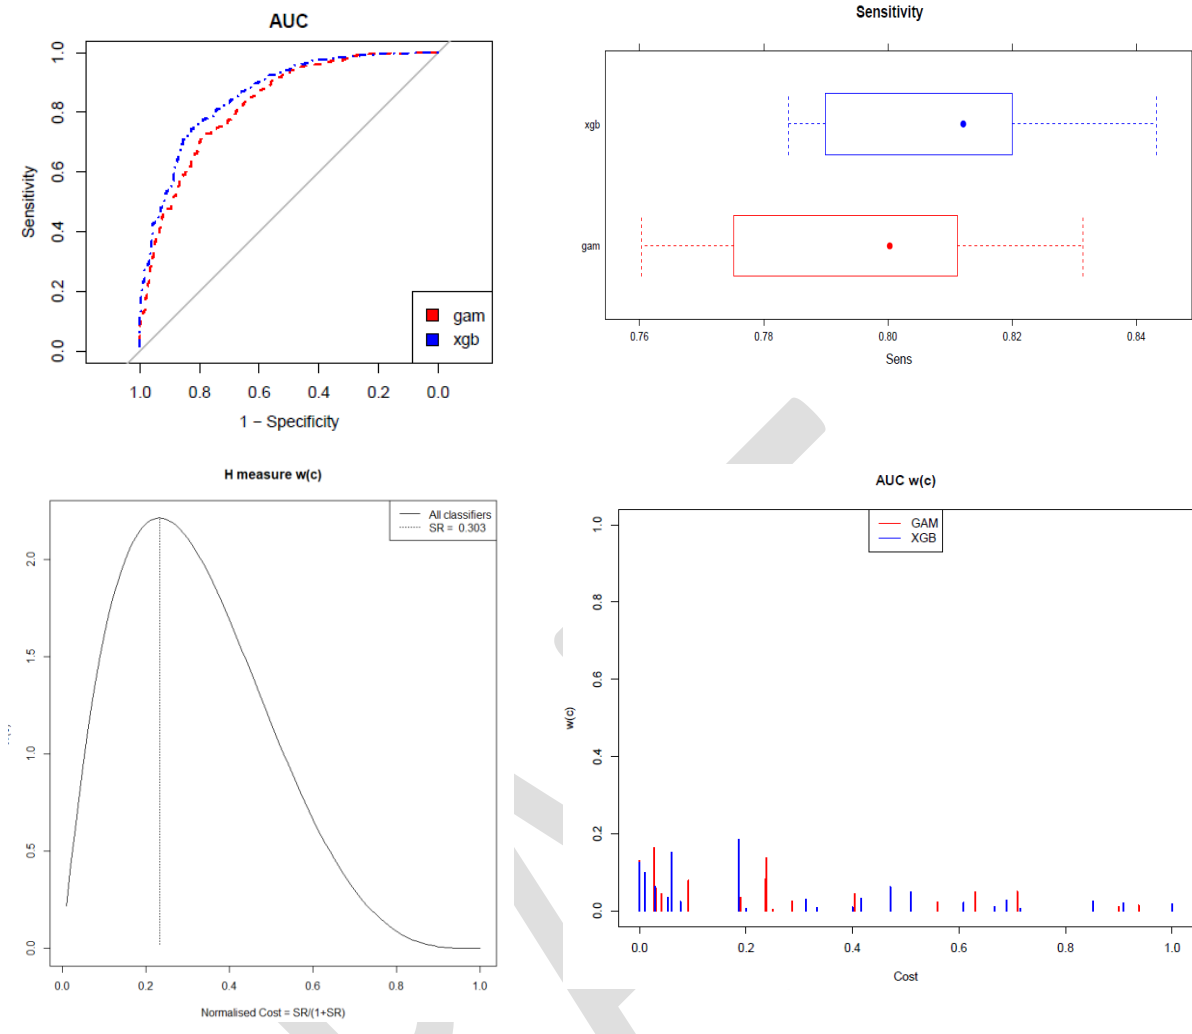 AUC
1.0
0.8
0.6
0.4
0.2
0.0
Sensitivity
gam
xgb
1.0 0.8 0.6 0.4 0.2 0.0
1 − Specificity
Sensitivity
xgb
gam
0.76 0.78 0.80 0.82 0.84
Sens
H measure w(c)
All classifiers
SR = 0.303
2.0
1.5
1.0
0.5
0.0
0.0 0.2 0.4 0.6 0.8 1.0
Normalised Cost = SR/(1+SR)
AUC w(c)
GAM
XGB
1.0
0.8
0.6
0.4
0.2
0.0
w(c)
0.0 0.2 0.4 0.6 0.8 1.0
Cost